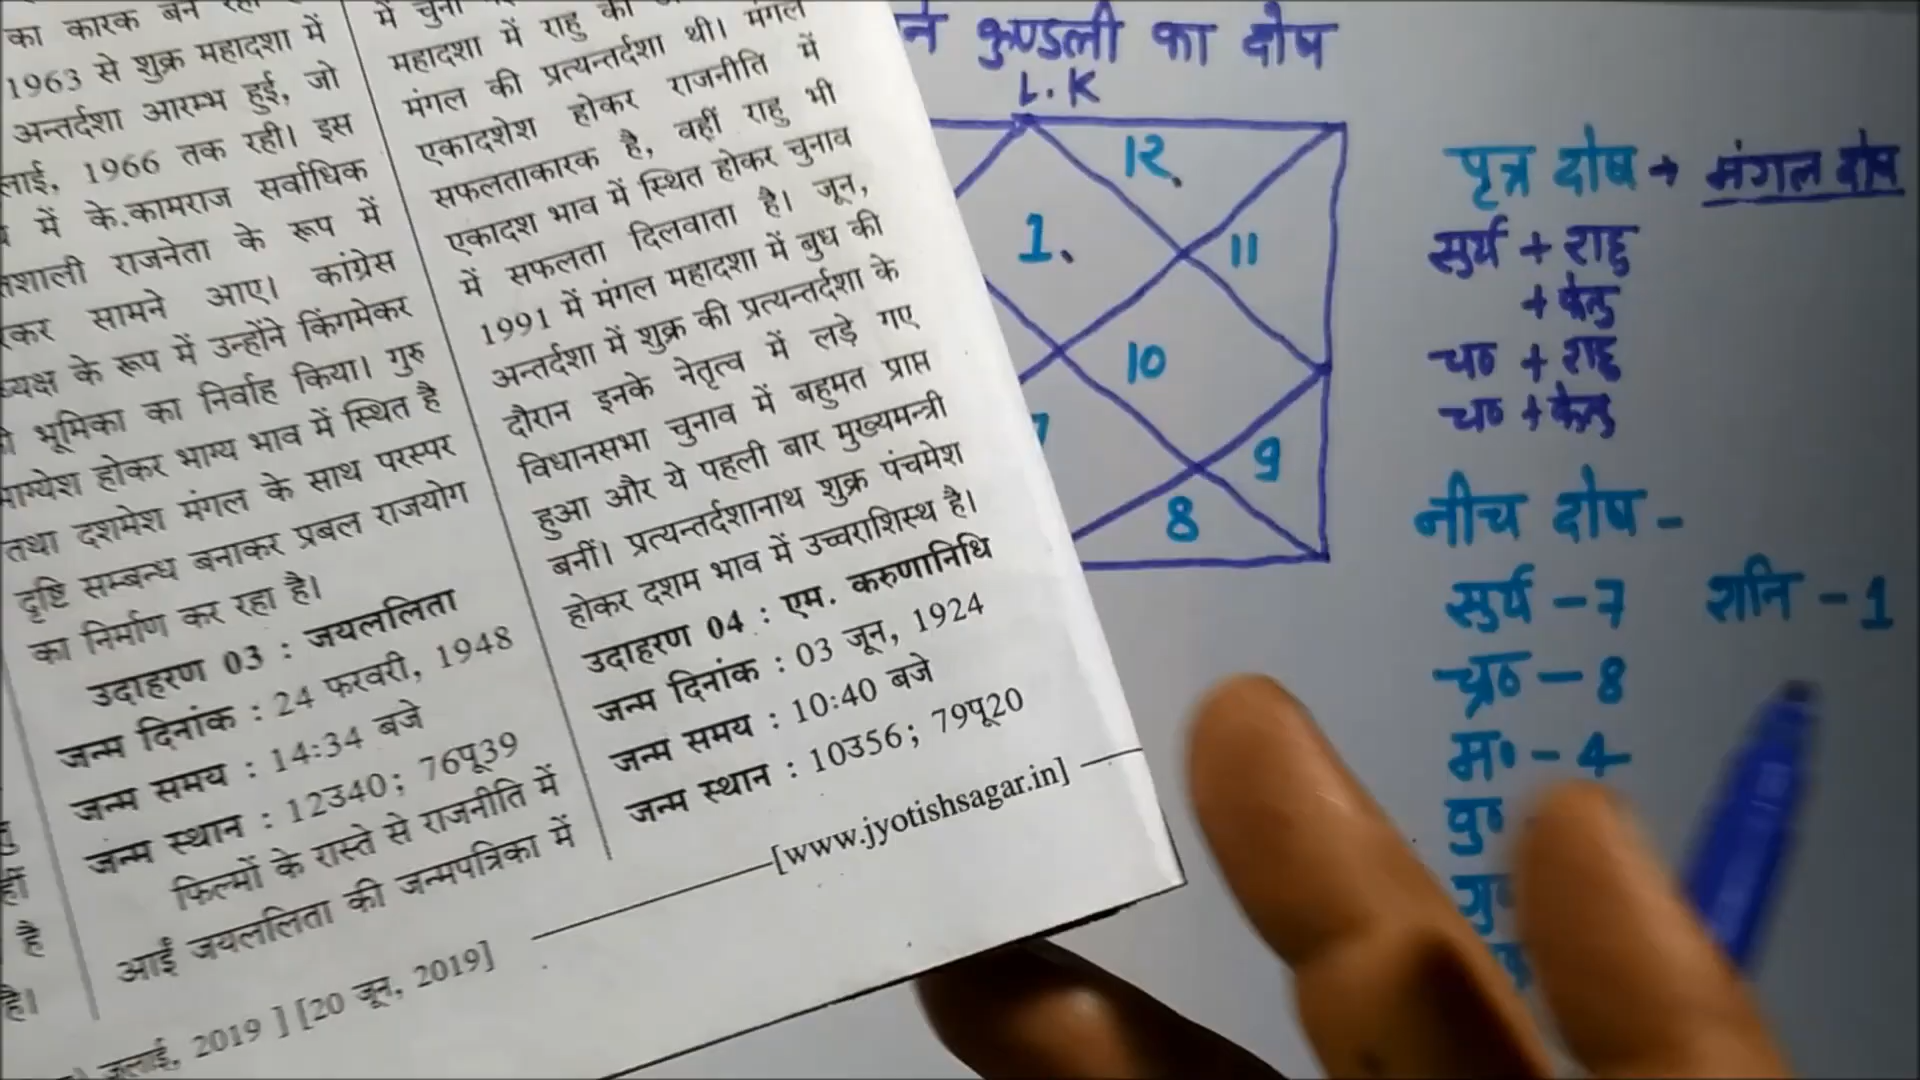 का कारक बन
1963 से शुक्र महादशा में
अन्तर्दशा आरम्भ हुई, जो
1966 तक रही। इस
में के.कामराज सर्वाधिक
राजनेता के रूप में
सामने आए। कांग्रेस
के रूप में उन्होंने किंगमेकर
भूमिका का निर्वाह किया। गुरु
होकर भाग्य भाव में स्थित है
तथा दशमेश मंगल के साथ परस्पर
दृष्टि सम्बन्ध बनाकर प्रबल राजयोग
का निर्माण कर रहा है।
उदाहरण 03 : जयललिता
जन्म दिनांक : 24 फरवरी, 1948
जन्म समय : 14:34 बजे
जन्म स्थान : 12उ40; 76पू39
फिल्मों के रास्ते से राजनीति में
आईं जयललिता की जन्मपत्रिका में
महादशा में राहु की
मंगल की प्रत्यन्तर्दशा थी। मंगल
एकादशेश होकर राजनीति में
सफलताकारक है, वहीं राहु भी
एकादश भाव में स्थित होकर चुनाव
में सफलता दिलवाता है। जून,
1991 में मंगल महादशा में बुध की
अन्तर्दशा में शुक्र की प्रत्यन्तर्दशा के
दौरान इनके नेतृत्व में लड़े गए
विधानसभा चुनाव में बहुमत प्राप्त
हुआ और ये पहली बार मुख्यमन्त्री
बनीं। प्रत्यन्तर्दशानाथ शुक्र पंचमेश
होकर दशम भाव में उच्चराशिस्थ है।
उदाहरण 04 : एम. करुणानिधि
जन्म दिनांक : 03 जून, 1924
जन्म समय : 10:40 बजे
जन्म स्थान : 10उ56; 79पू20
[www.jyotishsagar.in]
2019 ] [20 जून, 2019]
है
है।
कुण्डली का दोष
L.K
12
1.
11
10
9
8
पृत्र दोष → मंगल दोष
सुर्य + राहु
+ केतु
च० + राहु
च० + केतु
नीच दोष -
सुर्य - 7 शनि - 1
च० - 8
म० - 4
बु०